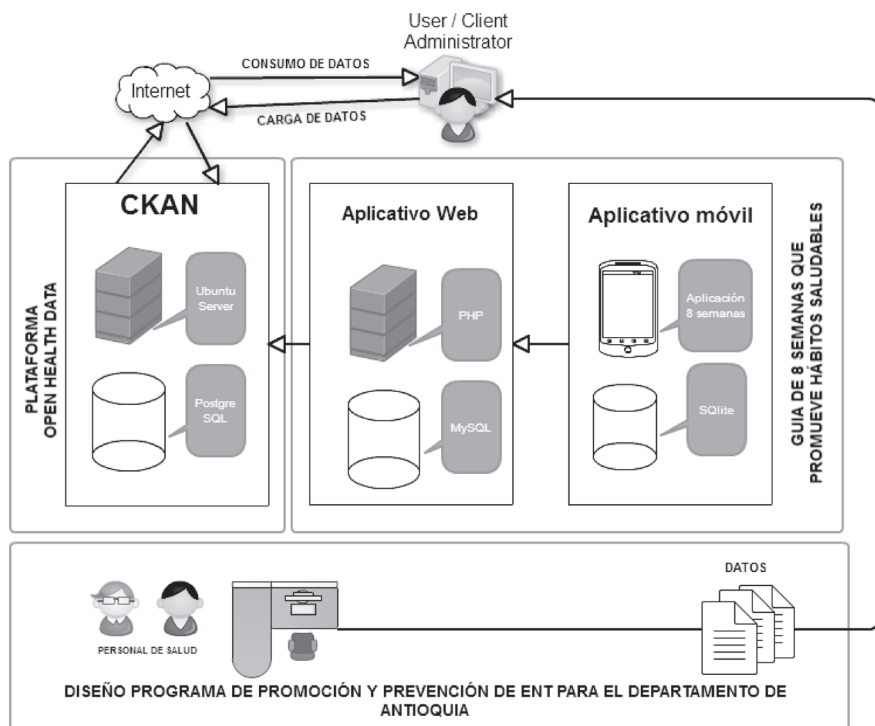 User / Client
Administrator
CONSUMO DE DATOS
Internet
CARGA DE DATOS
CKAN
Ubuntu
Server
Postgre
SQL
PLATAFORMA
OPEN HEALTH DATA
Aplicativo Web
PHP
MySQL
Aplicativo móvil
Aplicación
8 semanas
SQlite
GUIA DE 8 SEMANAS QUE
PROMUEVE HÁBITOS SALUDABLES
DATOS
PERSONAL DE SALUD
DISEÑO PROGRAMA DE PROMOCIÓN Y PREVENCIÓN DE ENT PARA EL DEPARTAMENTO DE
ANTIOQUIA